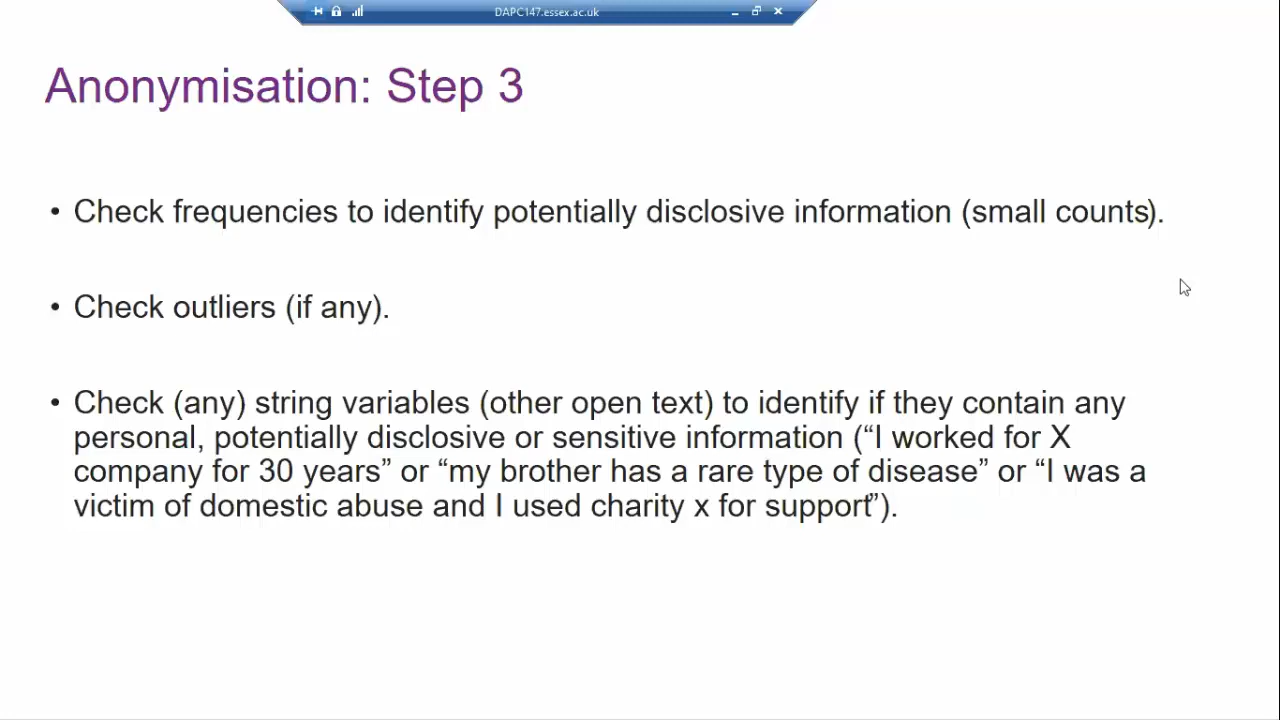 DAPC147.essex.ac.uk
Anonymisation: Step 3
• Check frequencies to identify potentially disclosive information (small counts).
• Check outliers (if any).
• Check (any) string variables (other open text) to identify if they contain any
personal, potentially disclosive or sensitive information (“I worked for X
company for 30 years” or “my brother has a rare type of disease” or “I was a
victim of domestic abuse and I used charity x for support”).